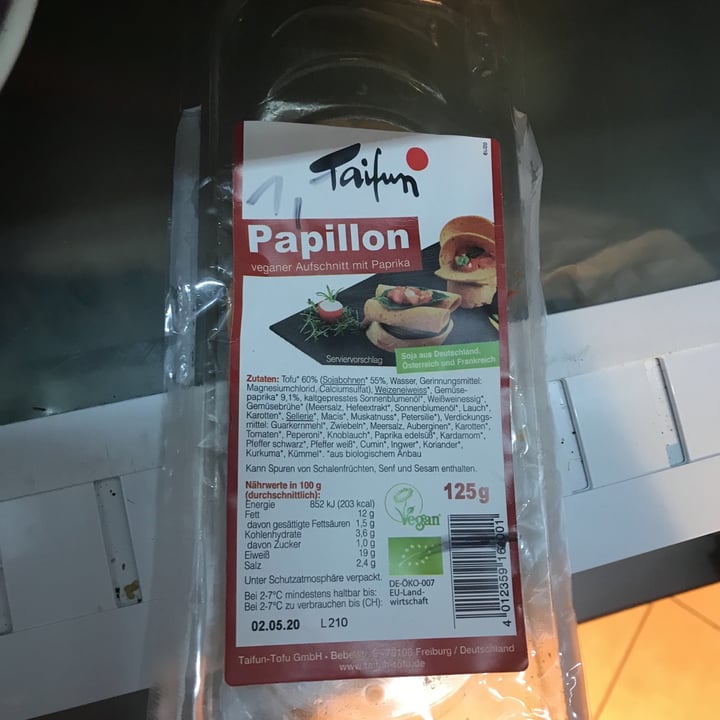 Taifun
1,
Papillon
veganer Aufschnitt mit Paprika
Serviervorschlag
Soja aus Deutschland,
Österreich und Frankreich
Zutaten: Tofu* 60% (Sojabohnen* 55%, Wasser, Gerinnungsmittel:
Magnesiumchlorid, Calciumsulfat), Weizeneiweiss*, Gemüse-
paprika* 9,1%, kaltgepresstes Sonnenblumenöl*, Weißweinessig*,
Gemüsebrühe* (Meersalz, Hefeextrakt*, Sonnenblumenöl*, Lauch*,
Karotten*, Sellerie*, Macis*, Muskatnuss*, Petersilie*), Verdickungs-
mittel: Guarkernmehl*, Zwiebeln*, Meersalz, Auberginen*, Karotten*,
Tomaten*, Peperoni*, Knoblauch*, Paprika edelsüß*, Kardamom*,
Pfeffer schwarz*, Pfeffer weiß*, Cumin*, Ingwer*, Koriander*,
Kurkuma*, Kümmel*. *aus biologischem Anbau
Kann Spuren von Schalenfrüchten, Senf und Sesam enthalten.
Nährwerte in 100 g
(durchschnittlich):
Energie 852 kJ (203 kcal)
Fett 12 g
davon gesättigte Fettsäuren 1,5 g
Kohlenhydrate 3,6 g
davon Zucker 1,0 g
Eiweiß 19 g
Salz 2,4 g
125g
Vegan
Unter Schutzatmosphäre verpackt.
Bei 2-7°C mindestens haltbar bis:
Bei 2-7°C zu verbrauchen bis (CH):
02.05.20 L210
DE-ÖKO-007
EU-Land-
wirtschaft
Taifun-Tofu GmbH • Bebelstr. 79108 Freiburg / Deutschland
www.taifun-tofu.de